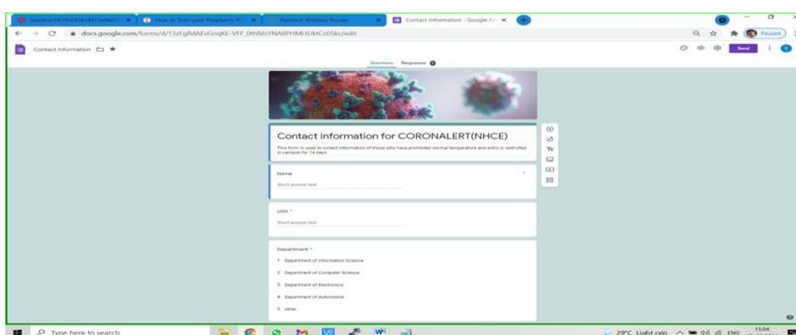 How to Train your Raspberry Pi
Netwave Wireless Router
Contact Information - Google Fo
docs.google.com/forms/d/
Paused
Contact Information
Send
Questions Responses
Contact information for CORONALERT(NHCE)
This form is used to collect information of those who have prohibited normal temperature and entry is restricted
in campus for 14 days
Name *
Short answer text
USN *
Short answer text
Department *
1. Department of Information Science
2. Department of Computer Science
3. Department of Electronics
4. Department of Automobile
5. other
Type here to search
29°C Light rain
ENG
15:04